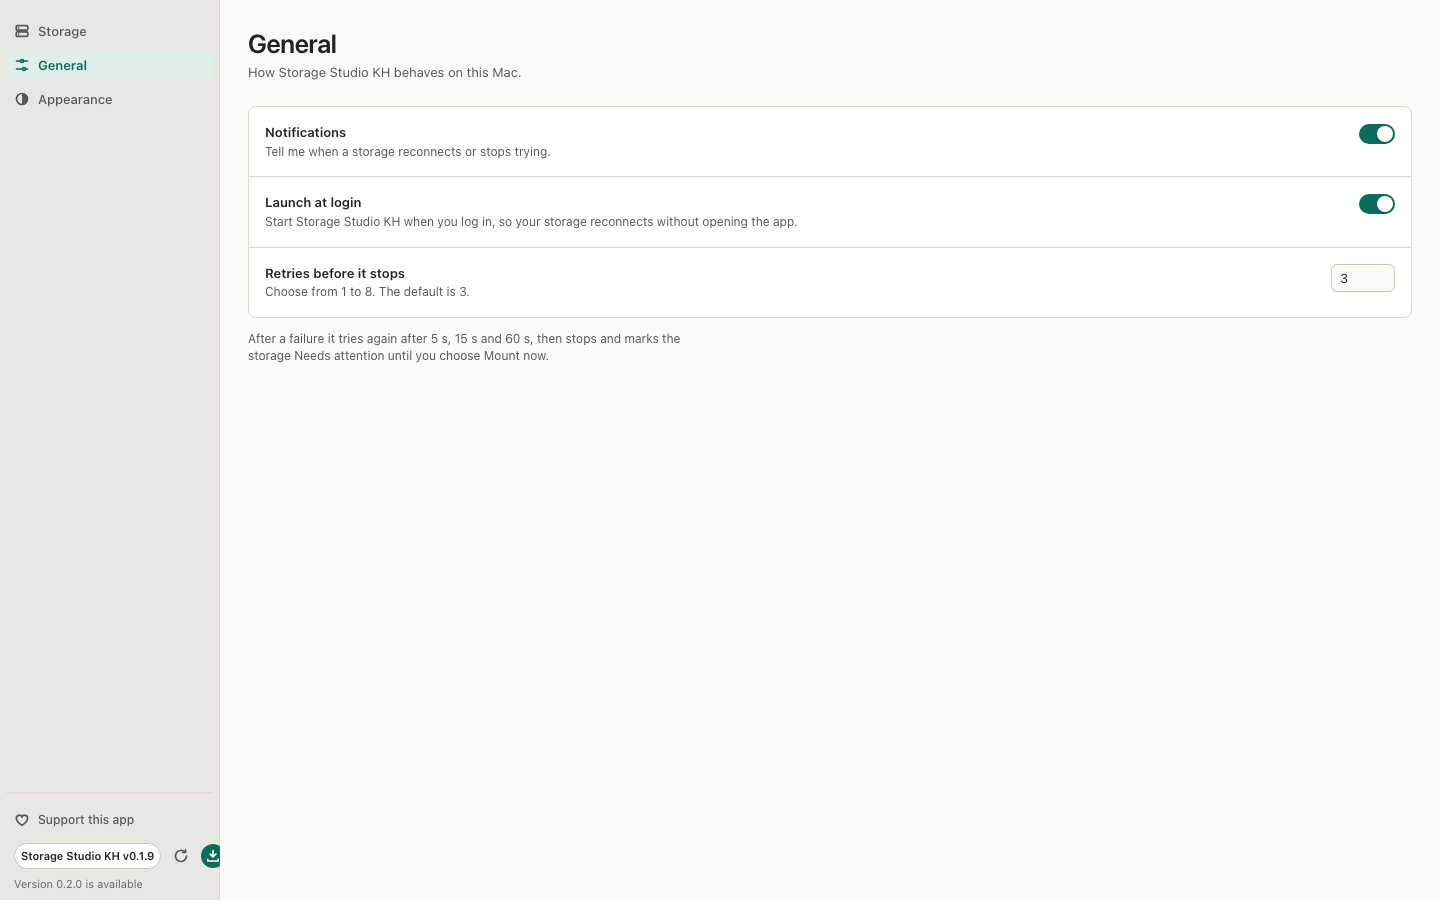 Storage
General
Appearance
General
How Storage Studio KH behaves on this Mac.
Notifications
Tell me when a storage reconnects or stops trying.
Launch at login
Start Storage Studio KH when you log in, so your storage reconnects without opening the app.
Retries before it stops
Choose from 1 to 8. The default is 3.
3
After a failure it tries again after 5 s, 15 s and 60 s, then stops and marks the
storage Needs attention until you choose Mount now.
Support this app
Storage Studio KH v0.1.9
Version 0.2.0 is available